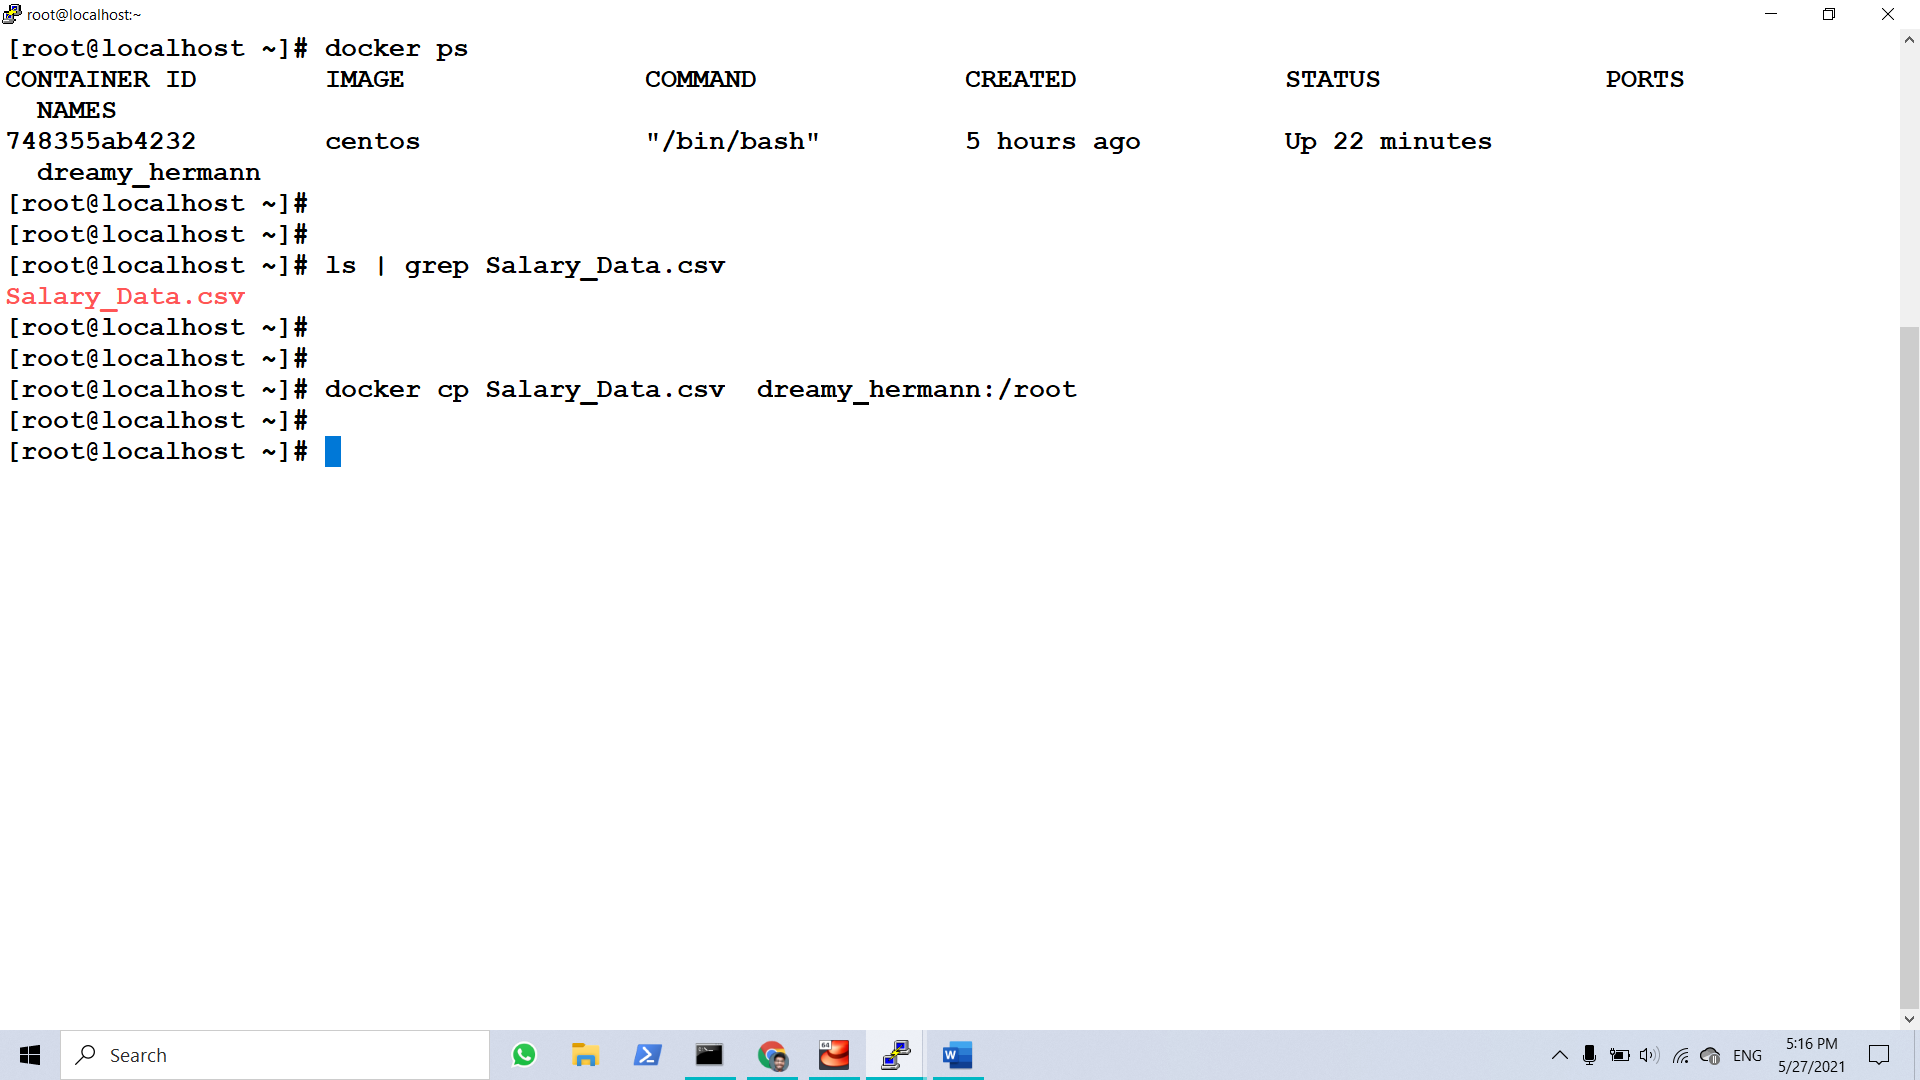 root@localhost:~
[root@localhost ~]# docker ps
CONTAINER ID IMAGE COMMAND CREATED STATUS PORTS
NAMES
748355ab4232 centos "/bin/bash" 5 hours ago Up 22 minutes
dreamy_hermann
[root@localhost ~]#
[root@localhost ~]#
[root@localhost ~]# ls | grep Salary_Data.csv
Salary_Data.csv
[root@localhost ~]#
[root@localhost ~]#
[root@localhost ~]# docker cp Salary_Data.csv  dreamy_hermann:/root
[root@localhost ~]#
[root@localhost ~]#
Search
64
W
ENG
5:16 PM
5/27/2021